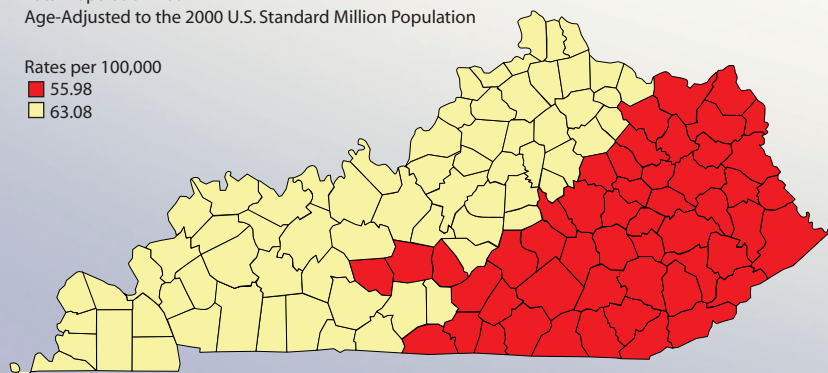 Age-Adjusted to the 2000 U.S. Standard Million Population
Rates per 100,000
55.98
63.08